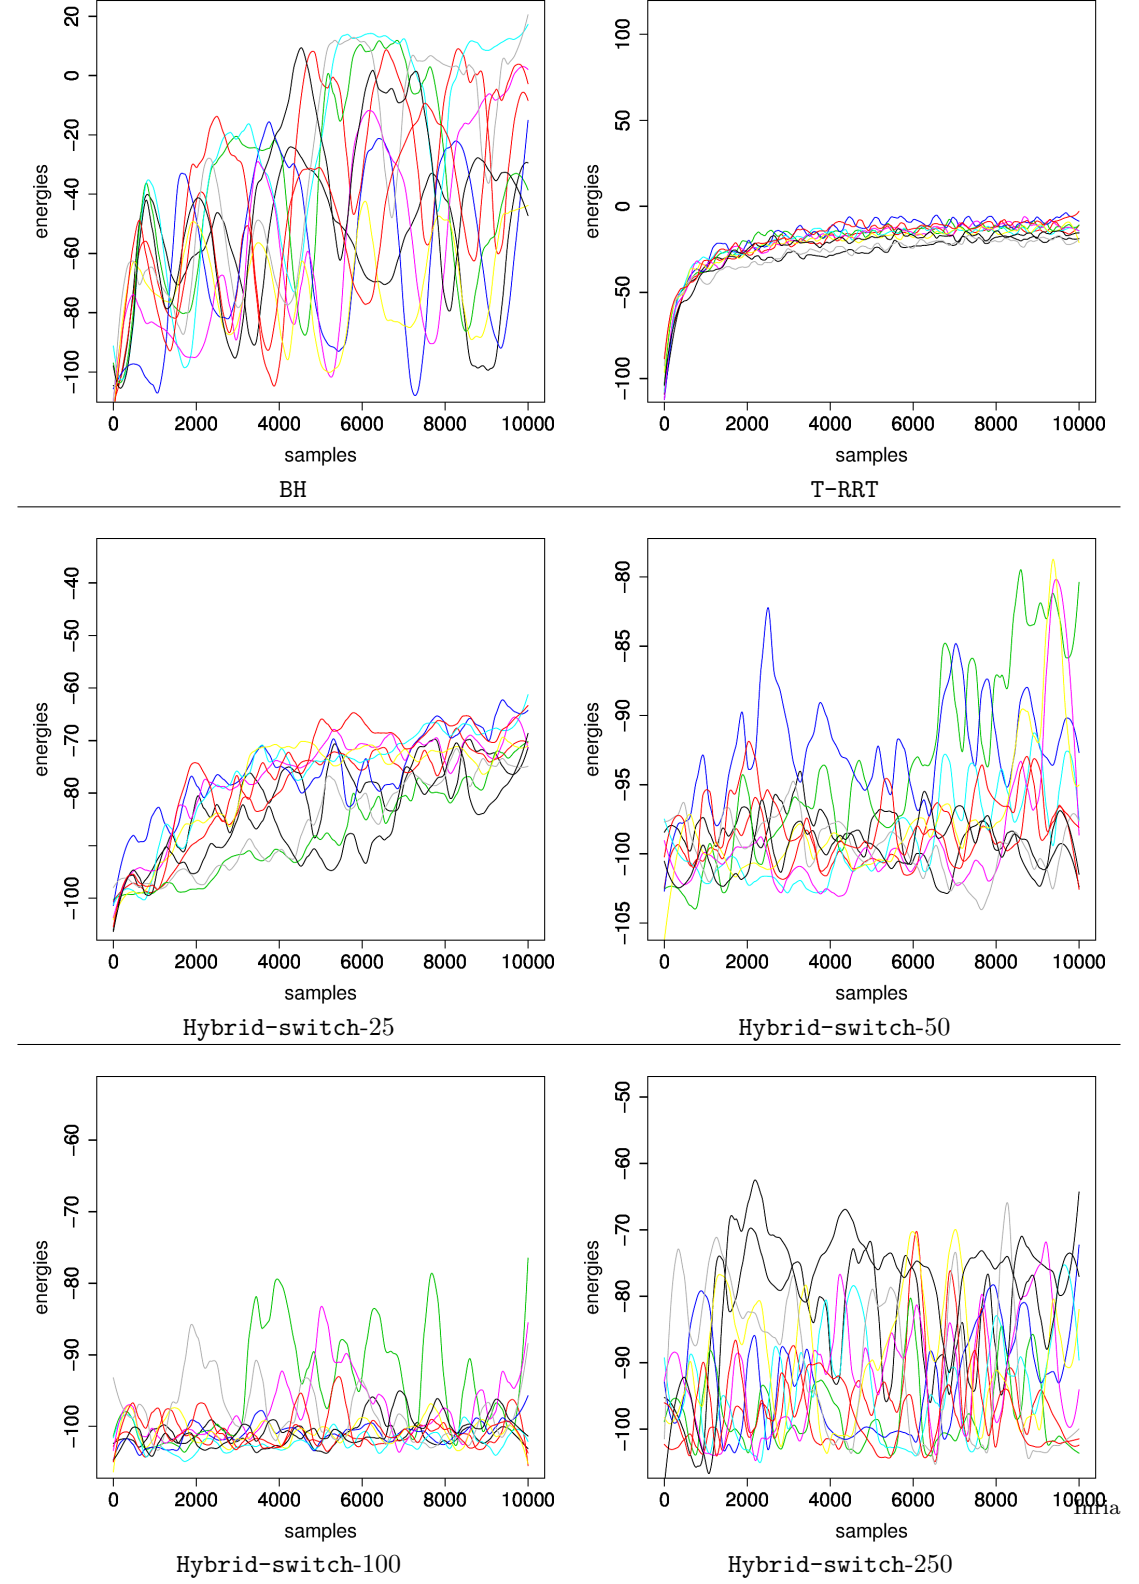 20
0
−20
−40
−60
−80
−100
energies
0 2000 4000 6000 8000 10000
samples
BH
100
50
0
−50
−100
energies
0 2000 4000 6000 8000 10000
samples
T-RRT
−40
−50
−60
−70
−80
−100
energies
0 2000 4000 6000 8000 10000
samples
Hybrid-switch-25
−80
−85
−90
−95
−100
−105
energies
0 2000 4000 6000 8000 10000
samples
Hybrid-switch-50
−60
−70
−80
−90
−100
energies
0 2000 4000 6000 8000 10000
samples
Hybrid-switch-100
−50
−60
−70
−80
−90
−100
energies
0 2000 4000 6000 8000 10000
samples
Hybrid-switch-250
Inria